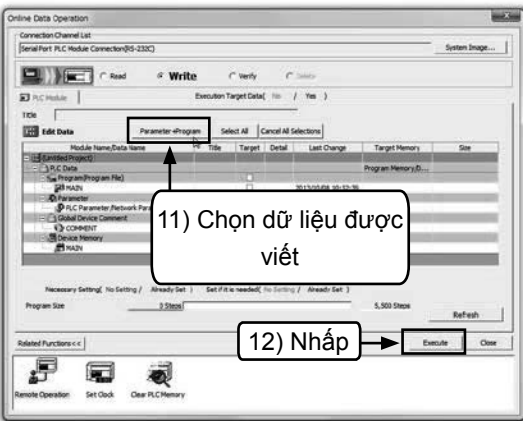 Online Data Operation
Connection Channel List
Serial Port PLC Module Connection(RS-232C)
System Image...
Read
Write
Verify
Delete
PLC Module
Execution Target Data( No / Yes )
Title
Edit Data
Parameter+Program
Select All
Cancel All Selections
Module Name/Data Name
Title
Target
Detail
Last Change
Target Memory
Size
(Untitled Project)
PLC Data
Program Memory/D...
Program(Program File)
MAIN
Parameter
PLC Parameter/Network Para
Global Device Comment
COMMENT
Device Memory
MAIN
11) Chọn dữ liệu được
viết
Necessary Setting( No Setting / Already Set )
Set if it is needed( No Setting / Already Set )
Program Size
0 Steps
5,500 Steps
Refresh
12) Nhấp
Related Functions<<
Execute
Close
Remote Operation
Set Clock
Clear PLC Memory